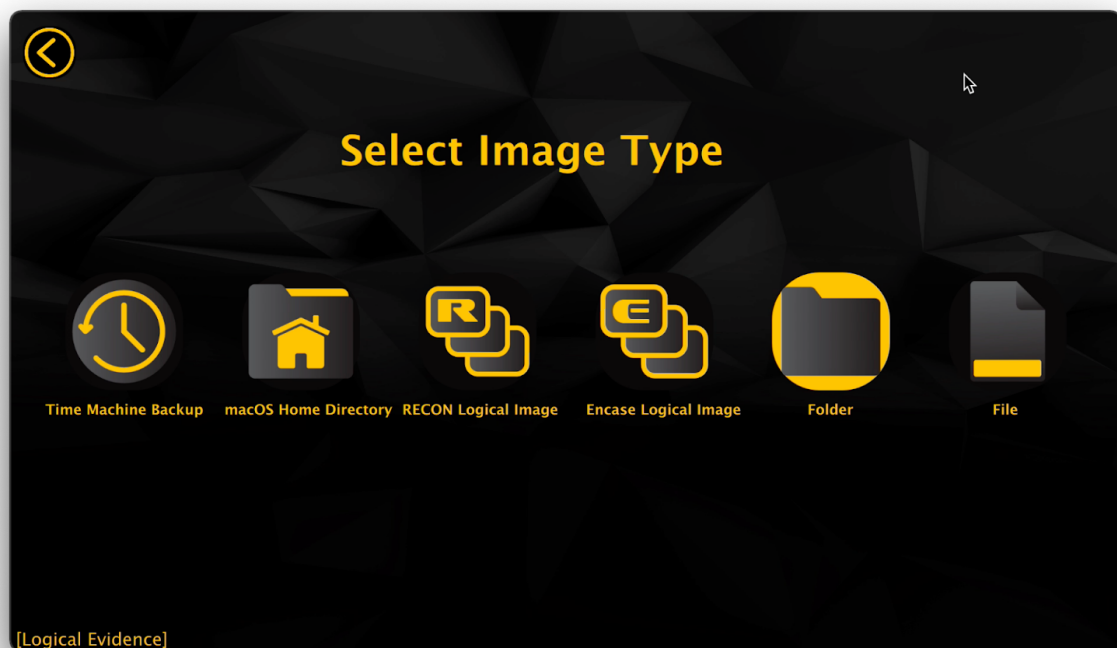 Select Image Type
R
E
Time Machine Backup
macOS Home Directory
RECON Logical Image
Encase Logical Image
Folder
File
[Logical Evidence]